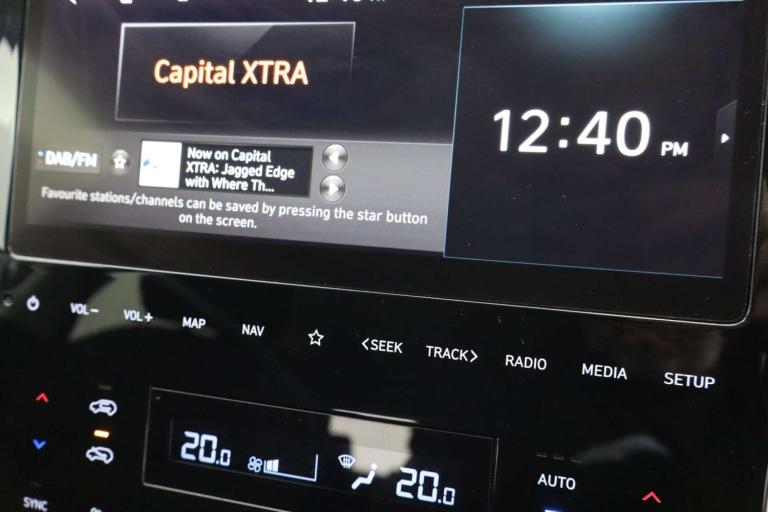 Capital XTRA
12:40 PM
DAB/FM
Now on Capital
XTRA: Jagged Edge
with Where Th...
Favourite stations/channels can be saved by pressing the star button
on the screen.
VOL−
VOL+
MAP
NAV
<SEEK
TRACK>
RADIO
MEDIA
SETUP
20.0
20.0
AUTO
SYNC